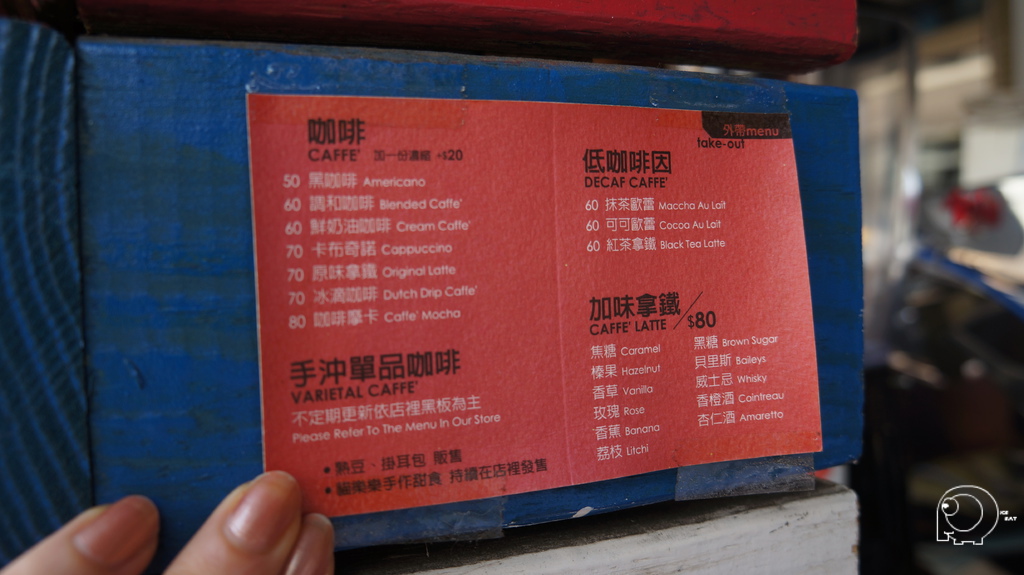 咖啡
CAFFE' 加一份濃縮 +$20
50 黑咖啡 Americano
60 調和咖啡 Blended Caffe'
60 鮮奶油咖啡 Cream Caffe'
70 卡布奇諾 Cappuccino
70 原味拿鐵 Original Latte
70 冰滴咖啡 Dutch Drip Caffe'
80 咖啡摩卡 Caffe' Mocha
手沖單品咖啡
VARIETAL CAFFE'
不定期更新依店裡黑板為主
Please Refer To The Menu In Our Store
• 熱豆、掛耳包 販售
• 貓樂樂手作甜食 持續在店裡發售
外帶menu
take-out
低咖啡因
DECAF CAFFE'
60 抹茶歐蕾 Maccha Au Lait
60 可可歐蕾 Cocoa Au Lait
60 紅茶拿鐵 Black Tea Latte
加味拿鐵
CAFFE' LATTE / $80
焦糖 Caramel
榛果 Hazelnut
香草 Vanilla
玫瑰 Rose
香蕉 Banana
荔枝 Litchi
黑糖 Brown Sugar
貝里斯 Baileys
威士忌 Whisky
香橙酒 Cointreau
杏仁酒 Amaretto
ICE
EAT